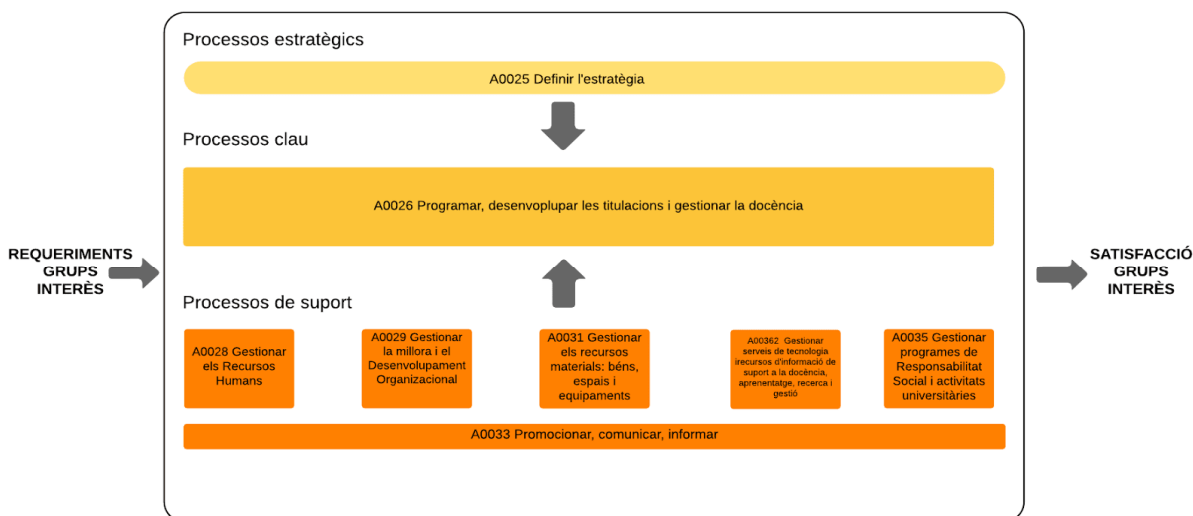 Processos estratègics
A0025 Definir l'estratègia
Processos clau
A0026 Programar, desenvoplupar les titulacions i gestionar la docència
REQUERIMENTS
GRUPS
INTERÈS
SATISFACCIÓ
GRUPS
INTERÈS
Processos de suport
A0028 Gestionar
els Recursos
Humans
A0029 Gestionar
la millora i el
Desenvolupament
Organizacional
A0031 Gestionar
els recursos
materials: béns,
espais i
equipaments
A00362 Gestionar
serveis de tecnologia
irecursos d'informació de
suport a la docència,
aprenentatge, recerca i
gestió
A0035 Gestionar
programes de
Responsabilitat
Social i activitats
universitàries
A0033 Promocionar, comunicar, informar